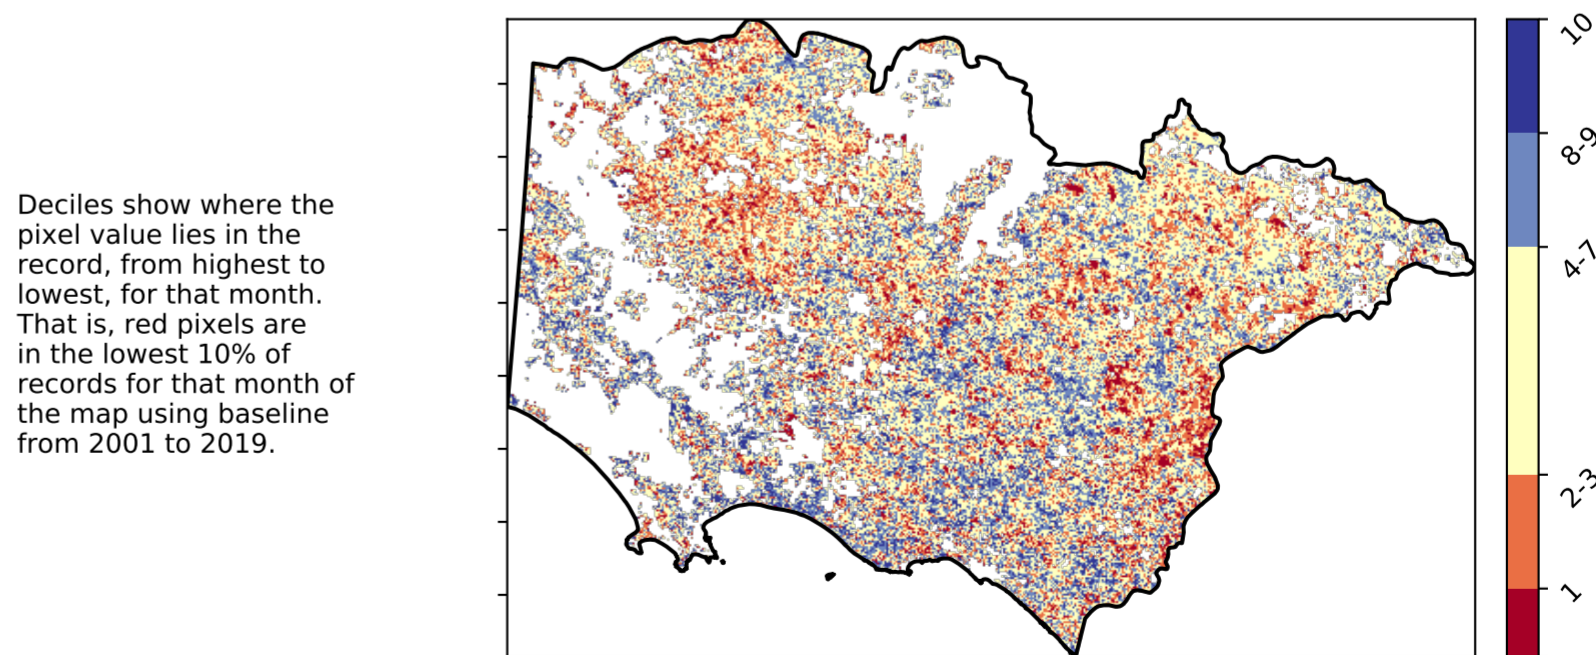 Deciles show where the
pixel value lies in the
record, from highest to
lowest, for that month.
That is, red pixels are
in the lowest 10% of
records for that month of
the map using baseline
from 2001 to 2019.
10
8-9
4-7
2-3
1